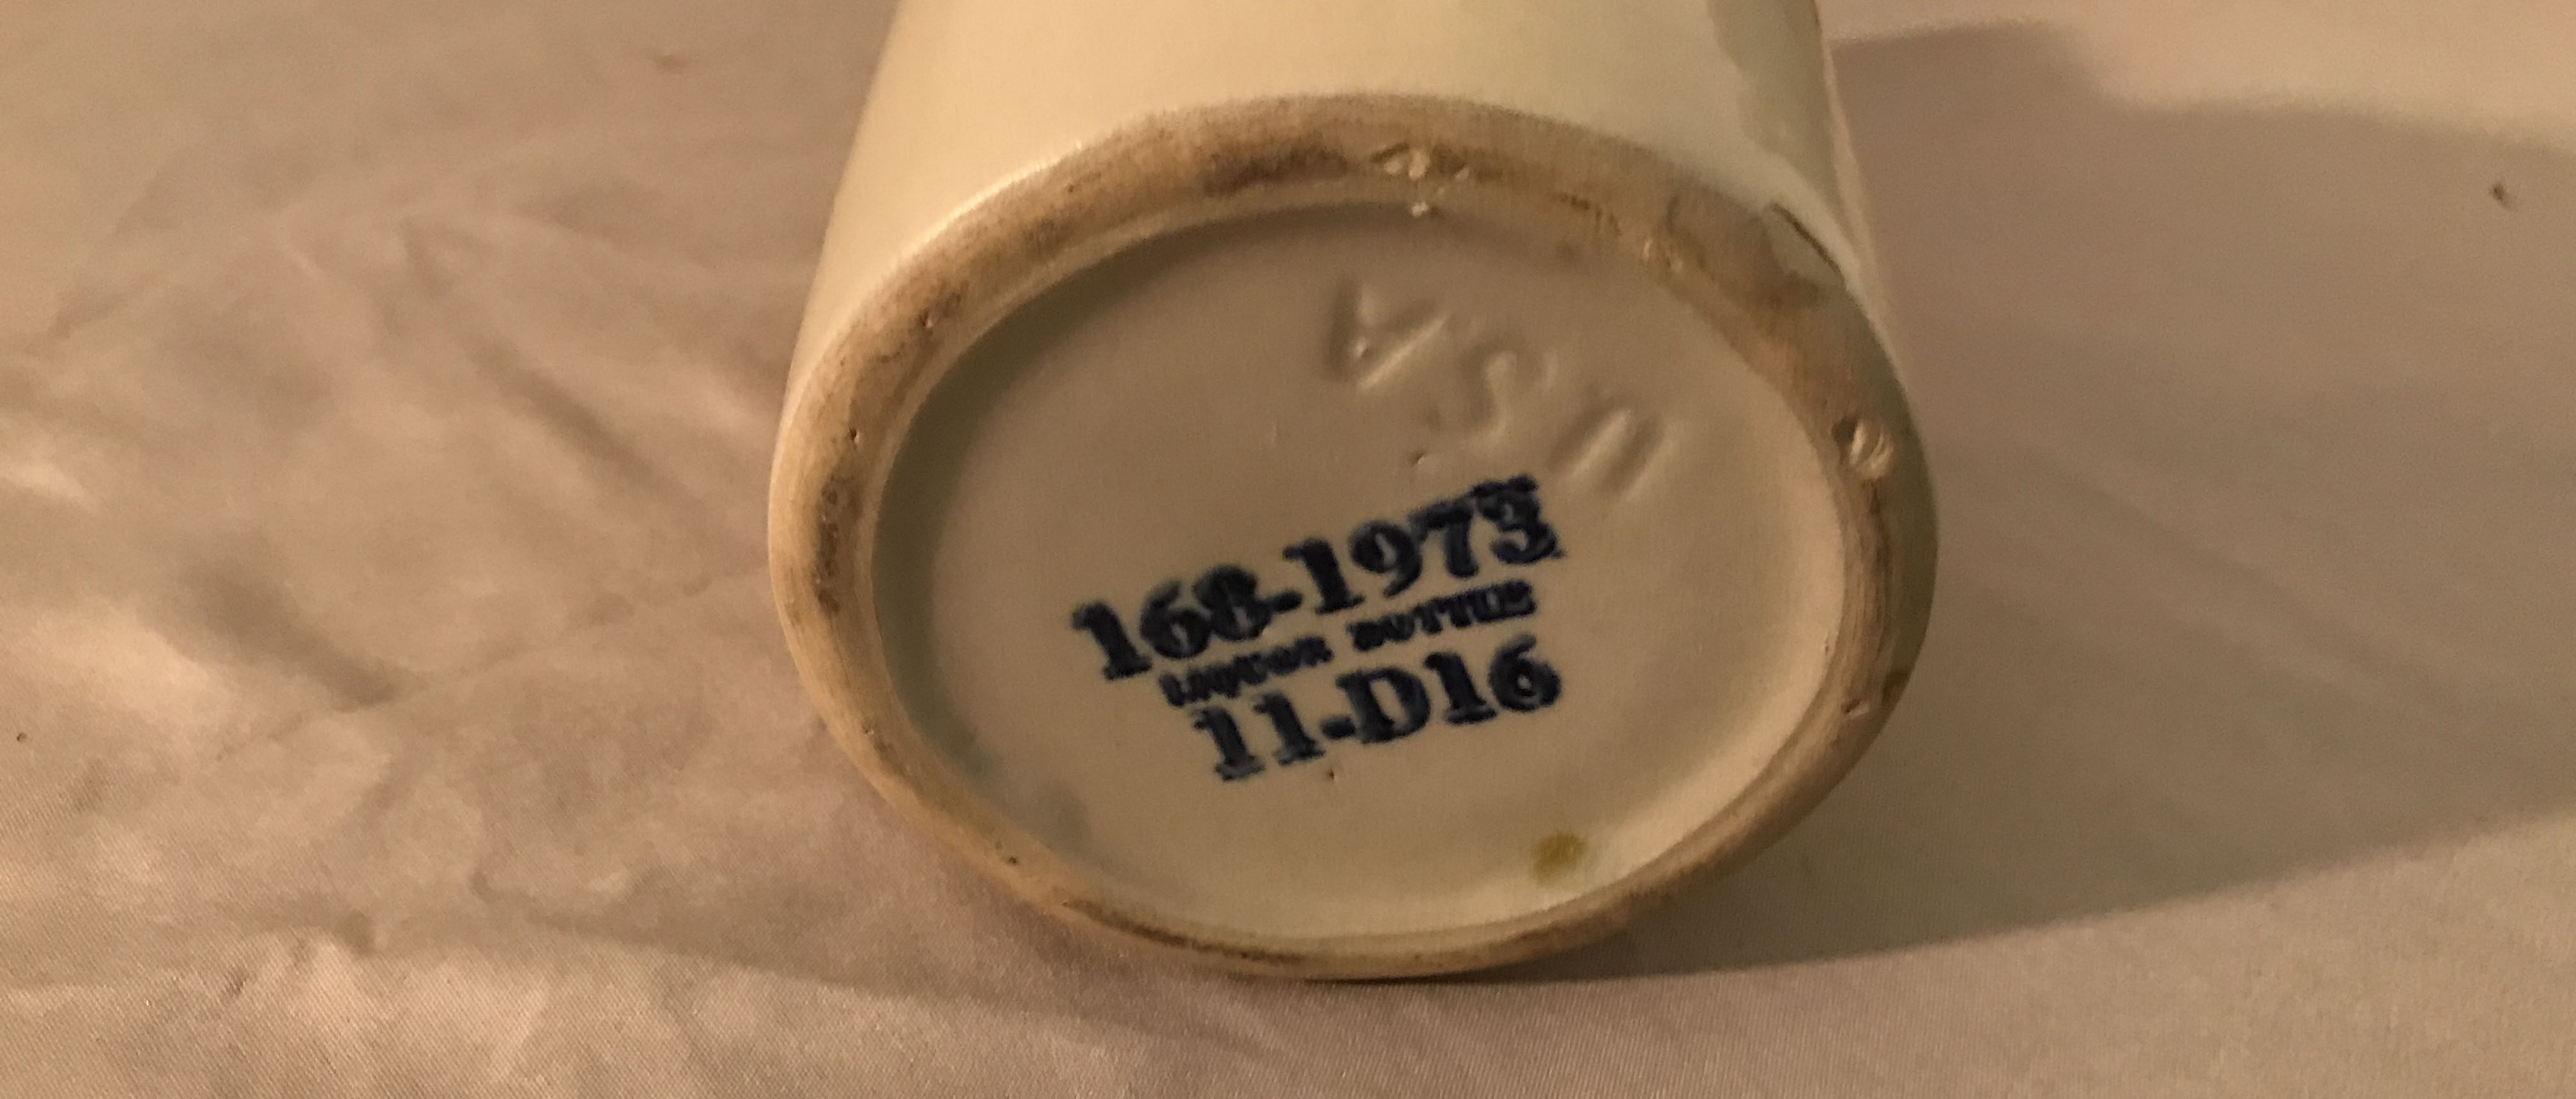 USA
168-1973
LIQUOR BOTTLE
11-D16